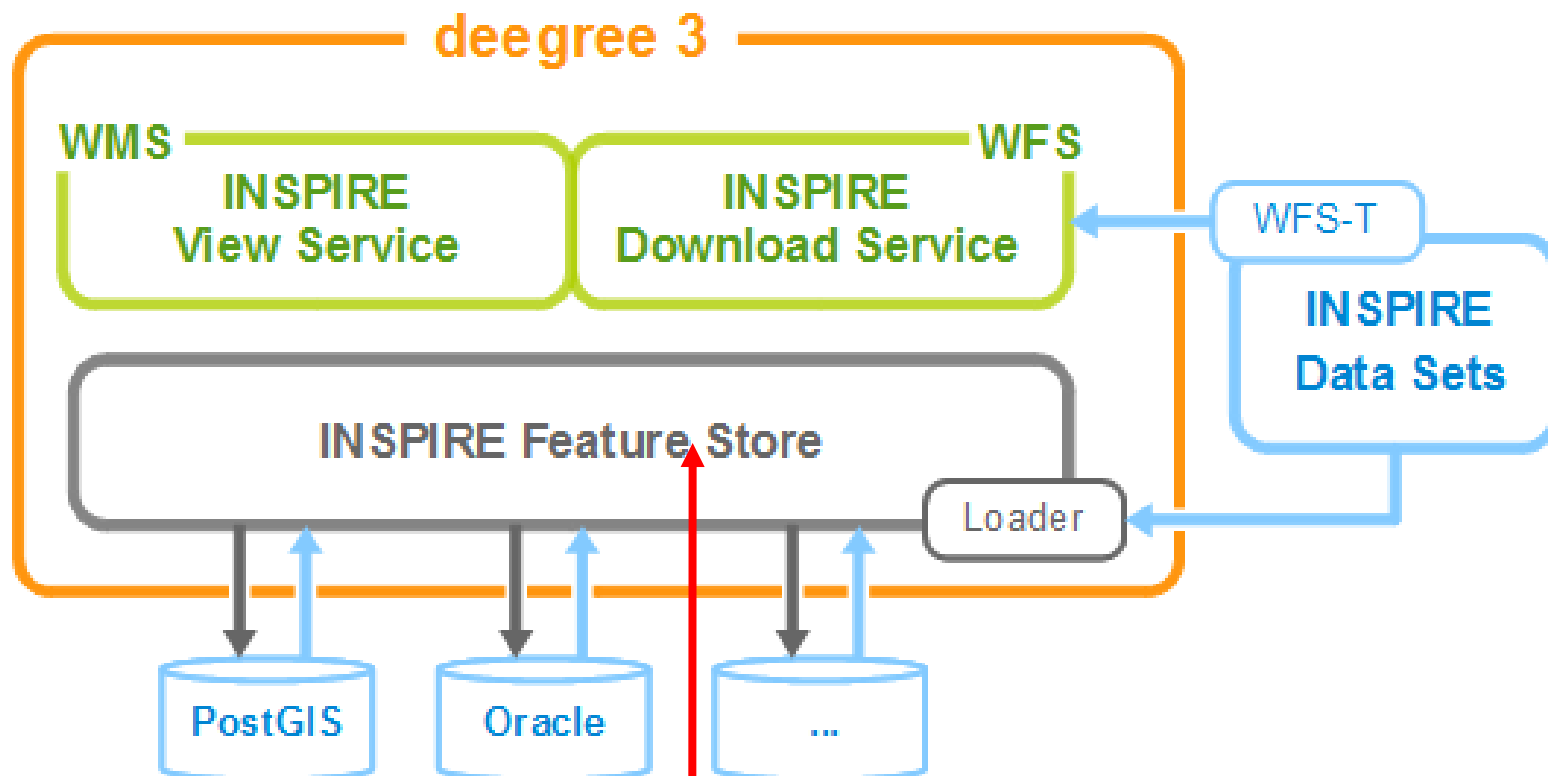 deegree 3
WMS
WFS
INSPIRE
View Service
INSPIRE
Download Service
WFS-T
INSPIRE
Data Sets
INSPIRE Feature Store
Loader
PostGIS
Oracle
...